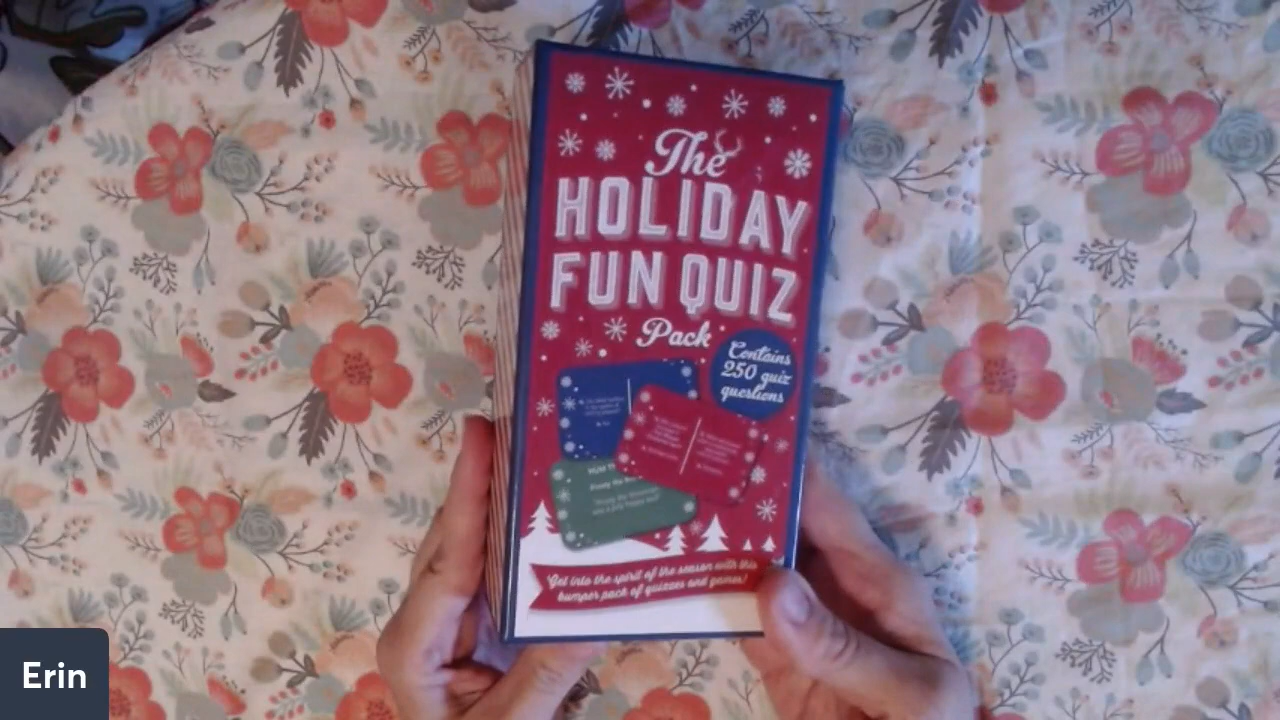 The
HOLIDAY
FUN QUIZ
Pack
Contains
250 quiz
questions
Get into the spirit of the season with this
bumper pack of quizzes and games!
Erin